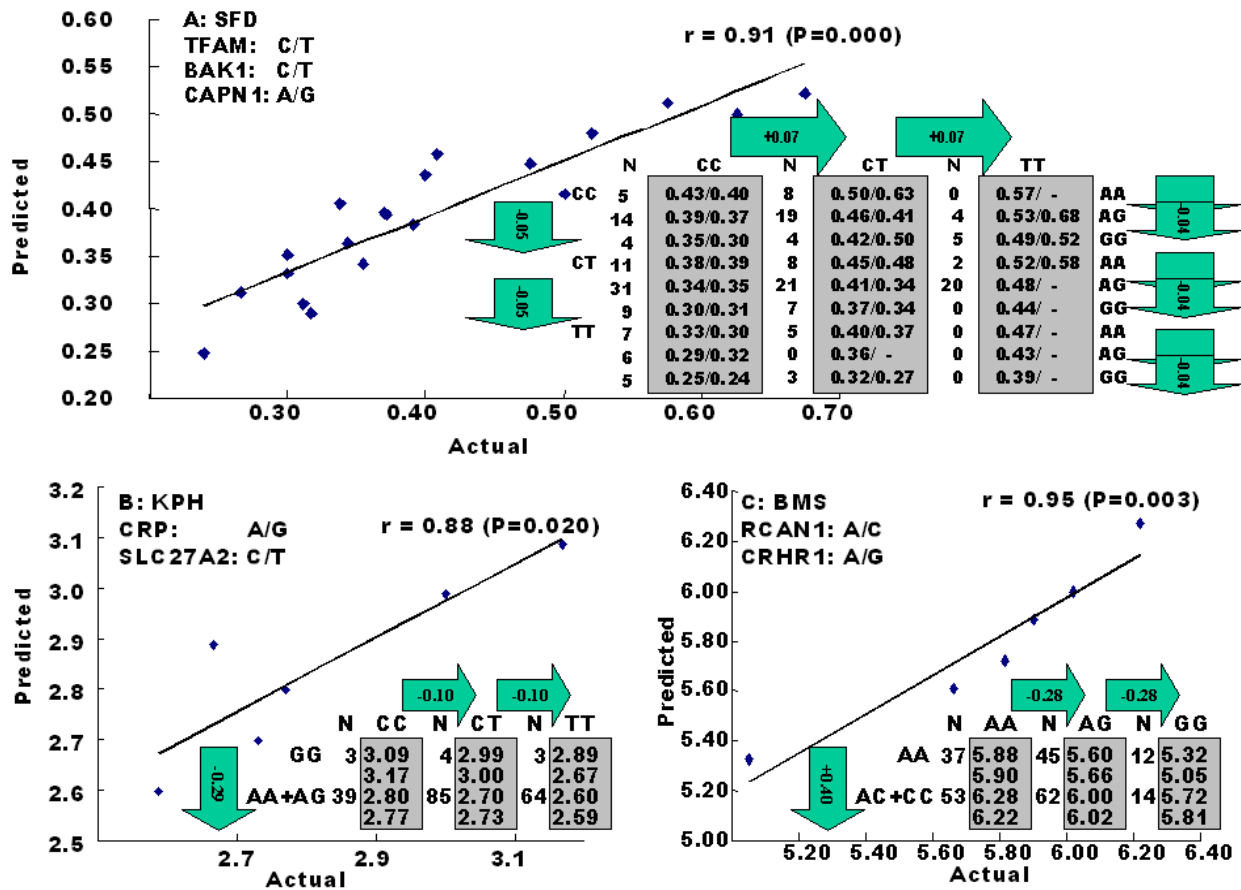 A: SFD
TFAM: C/T
BAK1: C/T
CAPN1: A/G
r = 0.91 (P=0.000)
Predicted
0.60
0.55
0.50
0.45
0.40
0.35
0.30
0.25
0.20
+0.07 +0.07
N CC N CT N TT
CC 5 0.43/0.40 8 0.50/0.63 0 0.57/ - AA
14 0.39/0.37 19 0.46/0.41 4 0.53/0.68 AG
4 0.35/0.30 4 0.42/0.50 5 0.49/0.52 GG
CT 11 0.38/0.39 8 0.45/0.48 2 0.52/0.58 AA
31 0.34/0.35 21 0.41/0.34 20 0.48/ - AG
9 0.30/0.31 7 0.37/0.34 0 0.44/ - GG
TT 7 0.33/0.30 5 0.40/0.37 0 0.47/ - AA
6 0.29/0.32 0 0.36/ - 0 0.43/ - AG
5 0.25/0.24 3 0.32/0.27 0 0.39/ - GG
-0.05
-0.05
-0.04
-0.04
-0.04
0.30 0.40 0.50 0.60 0.70
Actual
B: KPH
CRP: A/G
SLC27A2: C/T
r = 0.88 (P=0.020)
Predicted
3.2
3.1
3.0
2.9
2.8
2.7
2.6
2.5
-0.10 -0.10
N CC N CT N TT
GG 3 3.09 4 2.99 3 2.89
3.17 3.00 2.67
AA+AG 39 2.80 85 2.70 64 2.60
2.77 2.73 2.59
-0.29
2.7 2.9 3.1
Actual
C: BMS
RCAN1: A/C
CRHR1: A/G
r = 0.95 (P=0.003)
Predicted
6.40
6.20
6.00
5.80
5.60
5.40
5.20
5.00
-0.28 -0.28
N AA N AG N GG
AA 37 5.88 45 5.60 12 5.32
5.90 5.66 5.05
AC+CC 53 6.28 62 6.00 14 5.72
6.22 6.02 5.81
+0.40
5.20 5.40 5.60 5.80 6.00 6.20 6.40
Actual